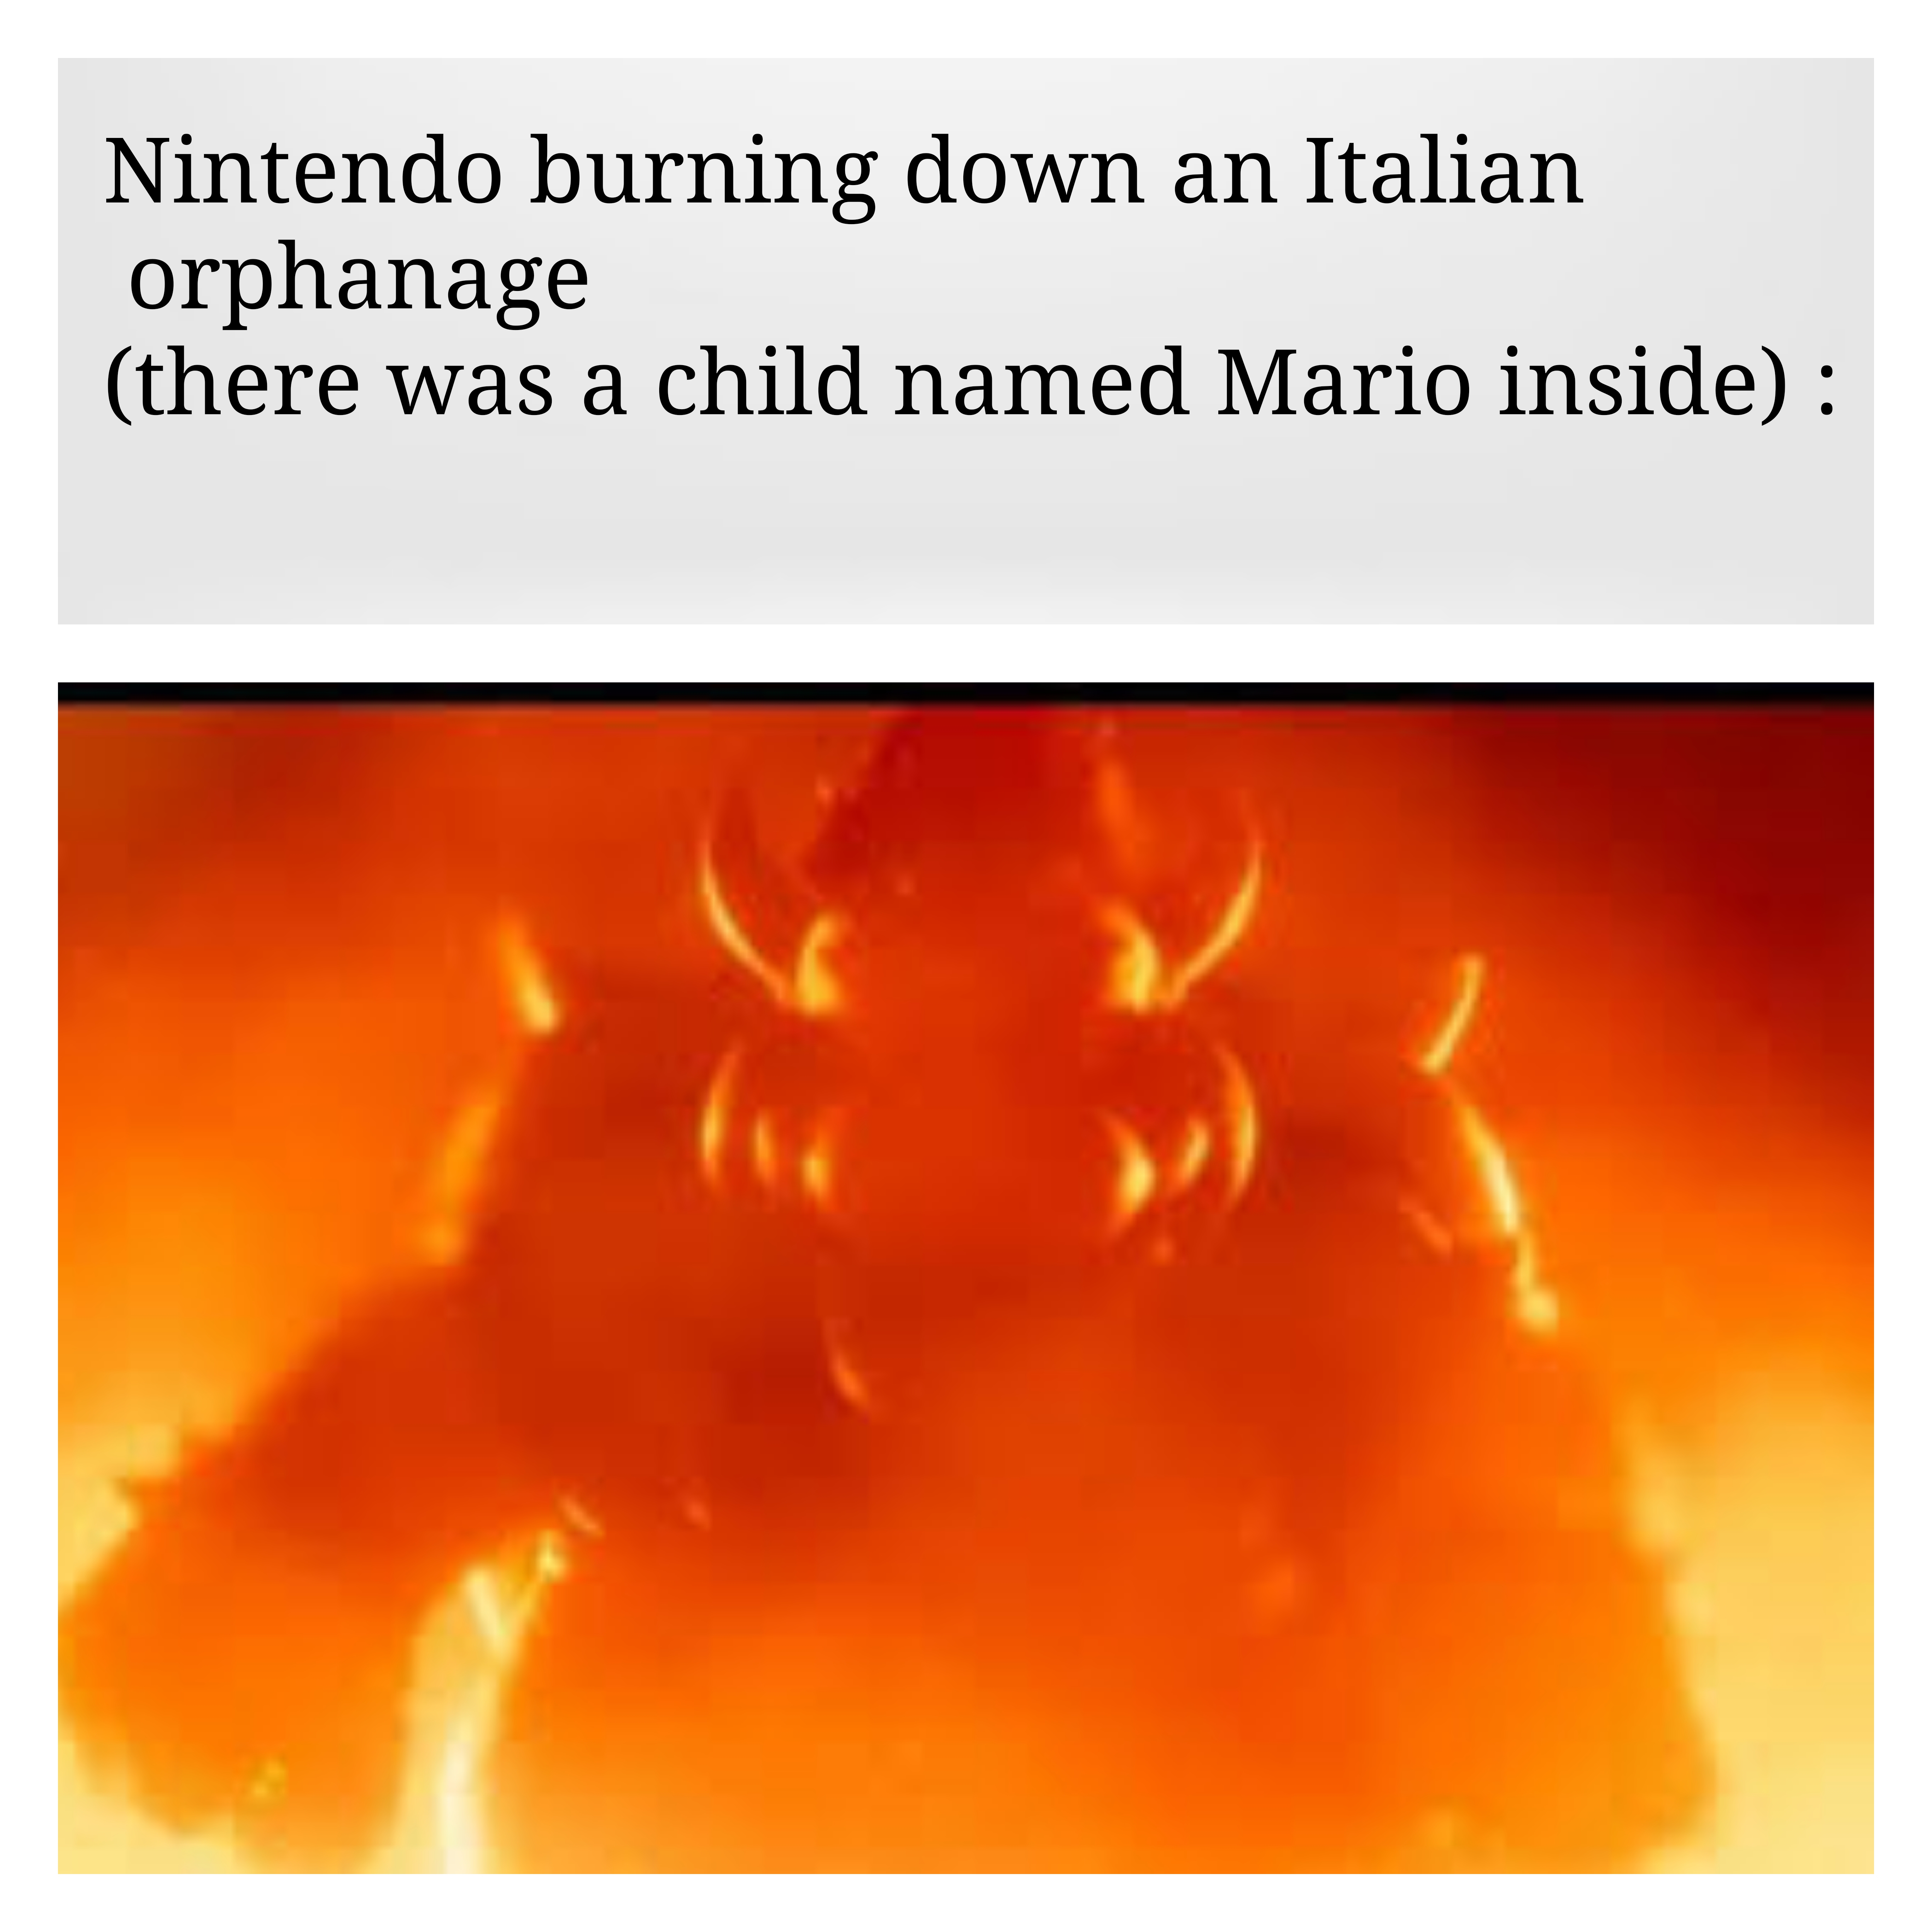 Nintendo burning down an Italian
orphanage
(there was a child named Mario inside) :